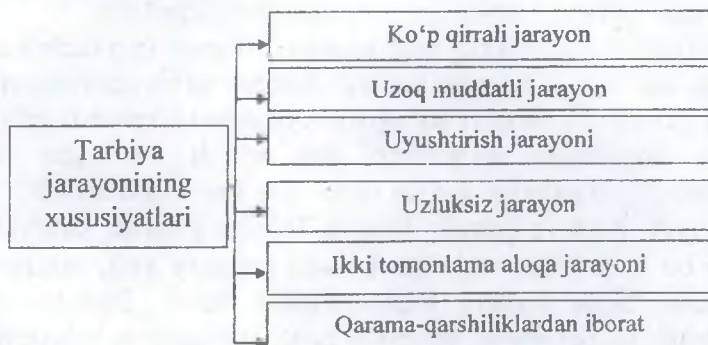 Tarbiya
jarayonining
xususiyatlari
Ko‘p qirrali jarayon
Uzoq muddatli jarayon
Uyushtirish jarayoni
Uzluksiz jarayon
Ikki tomonlama aloqa jarayoni
Qarama-qarshiliklardan iborat